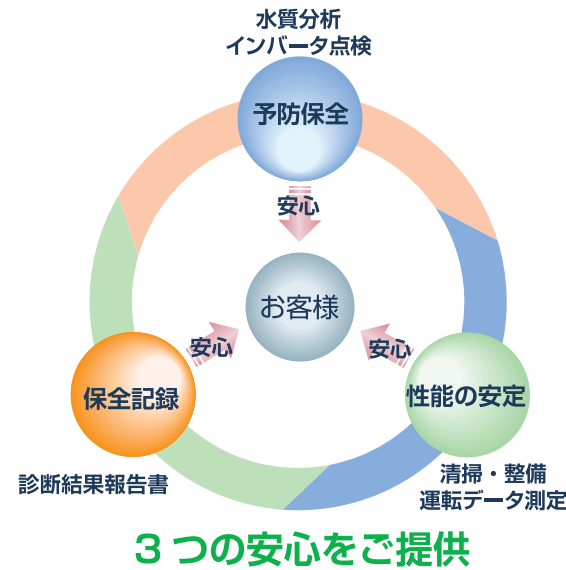 水質分析
インバータ点検
予防保全
安心
お客様
安心
安心
保全記録
性能の安定
診断結果報告書
清掃・整備
運転データ測定
3つの安心をご提供